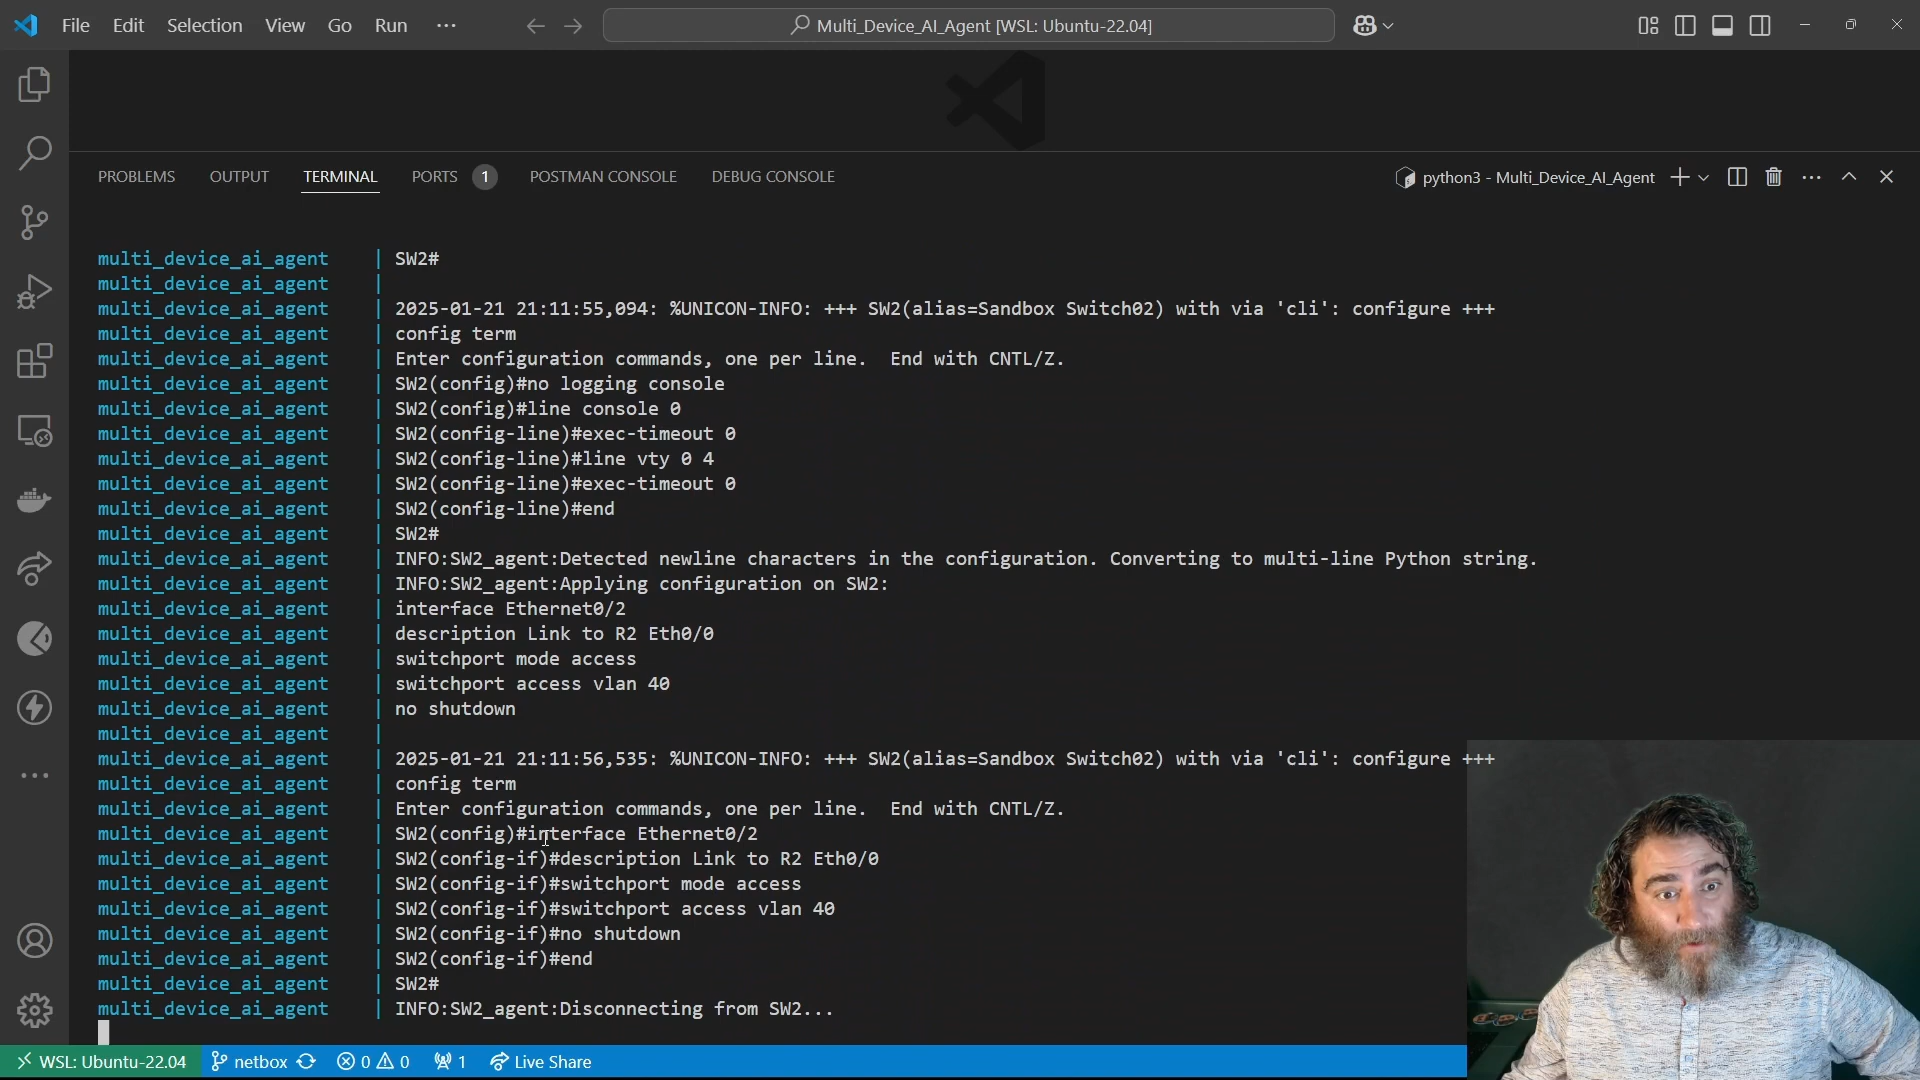 File Edit Selection View Go Run ··· Multi_Device_AI_Agent [WSL: Ubuntu-22.04]
PROBLEMS OUTPUT TERMINAL PORTS 1 POSTMAN CONSOLE DEBUG CONSOLE python3 - Multi_Device_AI_Agent
multi_device_ai_agent | SW2#
multi_device_ai_agent |
multi_device_ai_agent | 2025-01-21 21:11:55,094: %UNICON-INFO: +++ SW2(alias=Sandbox Switch02) with via 'cli': configure +++
multi_device_ai_agent | config term
multi_device_ai_agent | Enter configuration commands, one per line.  End with CNTL/Z.
multi_device_ai_agent | SW2(config)#no logging console
multi_device_ai_agent | SW2(config)#line console 0
multi_device_ai_agent | SW2(config-line)#exec-timeout 0
multi_device_ai_agent | SW2(config-line)#line vty 0 4
multi_device_ai_agent | SW2(config-line)#exec-timeout 0
multi_device_ai_agent | SW2(config-line)#end
multi_device_ai_agent | SW2#
multi_device_ai_agent | INFO:SW2_agent:Detected newline characters in the configuration. Converting to multi-line Python string.
multi_device_ai_agent | INFO:SW2_agent:Applying configuration on SW2:
multi_device_ai_agent | interface Ethernet0/2
multi_device_ai_agent | description Link to R2 Eth0/0
multi_device_ai_agent | switchport mode access
multi_device_ai_agent | switchport access vlan 40
multi_device_ai_agent | no shutdown
multi_device_ai_agent |
multi_device_ai_agent | 2025-01-21 21:11:56,535: %UNICON-INFO: +++ SW2(alias=Sandbox Switch02) with via 'cli': configure +++
multi_device_ai_agent | config term
multi_device_ai_agent | Enter configuration commands, one per line.  End with CNTL/Z.
multi_device_ai_agent | SW2(config)#interface Ethernet0/2
multi_device_ai_agent | SW2(config-if)#description Link to R2 Eth0/0
multi_device_ai_agent | SW2(config-if)#switchport mode access
multi_device_ai_agent | SW2(config-if)#switchport access vlan 40
multi_device_ai_agent | SW2(config-if)#no shutdown
multi_device_ai_agent | SW2(config-if)#end
multi_device_ai_agent | SW2#
multi_device_ai_agent | INFO:SW2_agent:Disconnecting from SW2...
WSL: Ubuntu-22.04 netbox 0 0 1 Live Share